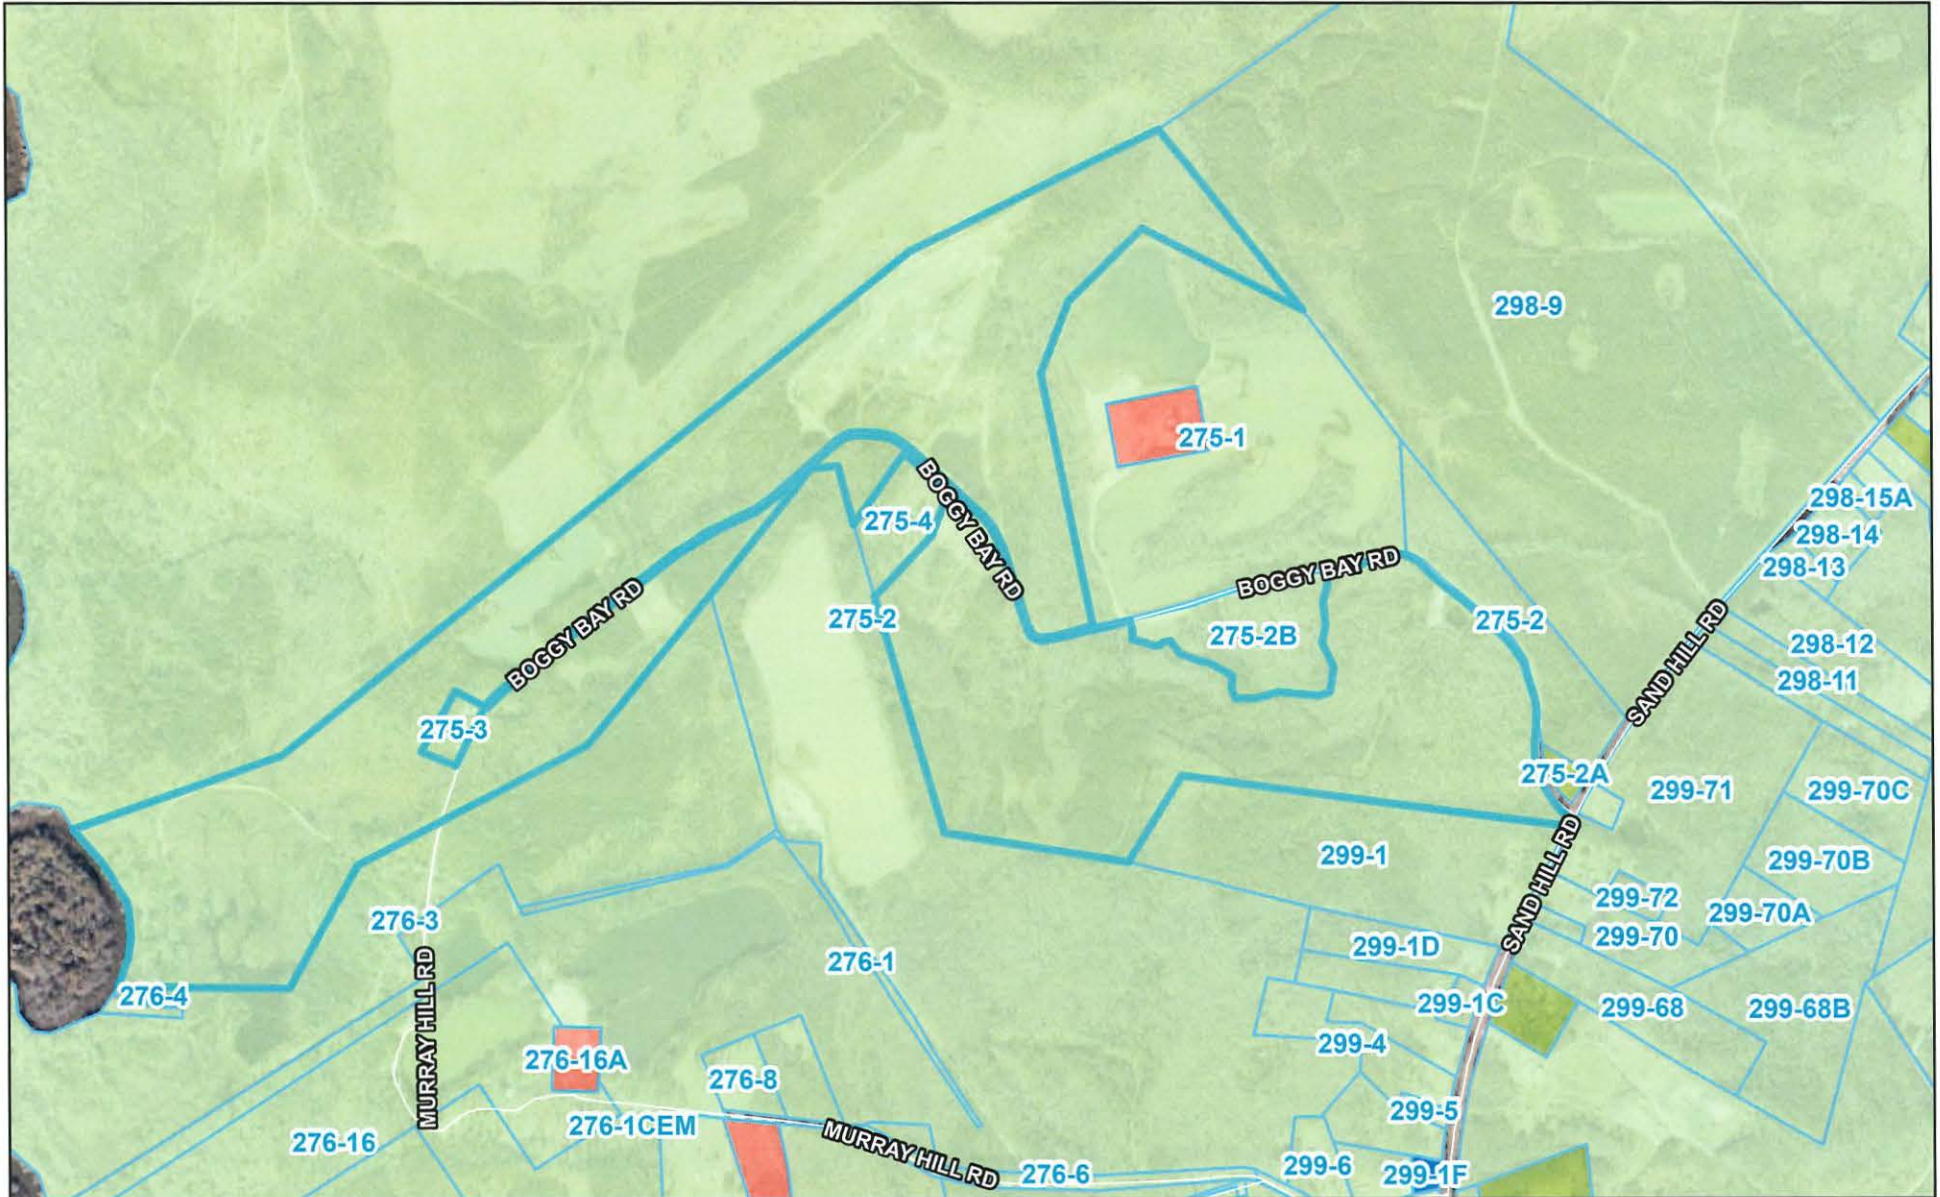 298-9
275-1
BOGGY BAY RD
298-15A
275-4
298-14
BOGGY BAY RD
298-13
BOGGY BAY RD
275-2
275-2
275-2B
298-12
SAND HILL RD
298-11
275-3
275-2A
299-71
299-70C
299-1
299-70B
SAND HILL RD
299-72
299-70A
276-3
299-70
299-1D
276-1
276-4
299-1C
299-68
299-68B
MURRAY HILL RD
299-4
276-16A
276-8
299-5
276-1CEM
276-16
MURRAY HILL RD
276-6
299-6
299-1F